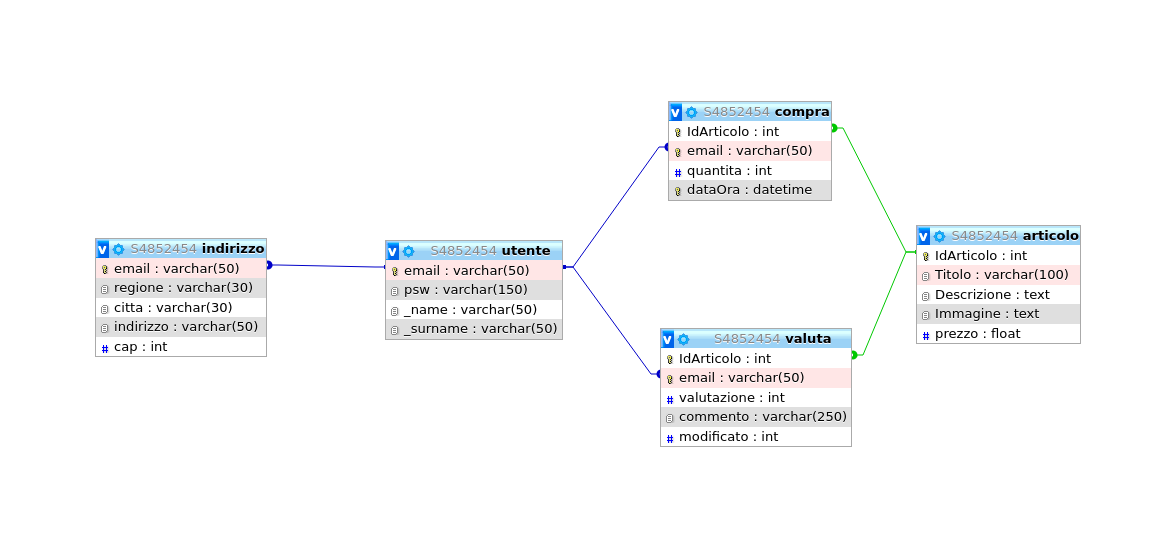 v S4852454 compra
IdArticolo : int
email : varchar(50)
# quantita : int
dataOra : datetime
v S4852454 indirizzo
email : varchar(50)
regione : varchar(30)
citta : varchar(30)
indirizzo : varchar(50)
# cap : int
v S4852454 utente
email : varchar(50)
psw : varchar(150)
_name : varchar(50)
_surname : varchar(50)
v S4852454 valuta
IdArticolo : int
email : varchar(50)
# valutazione : int
commento : varchar(250)
# modificato : int
v S4852454 articolo
IdArticolo : int
Titolo : varchar(100)
Descrizione : text
Immagine : text
# prezzo : float